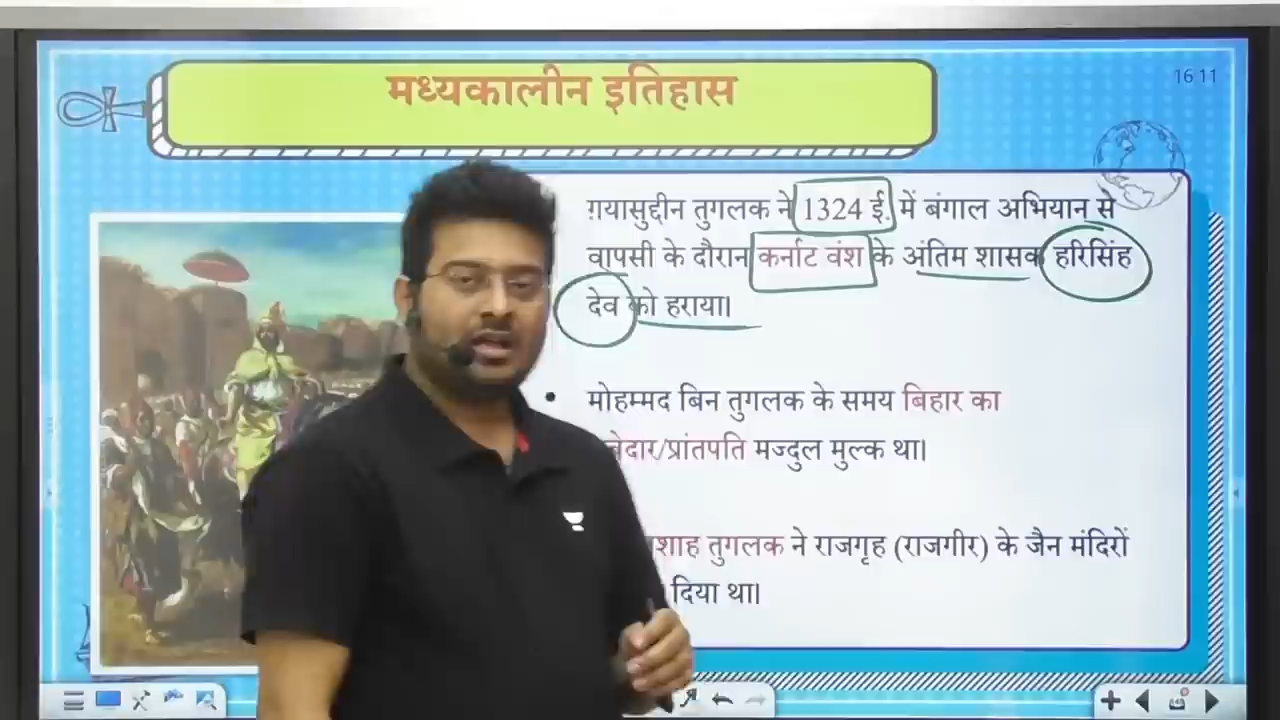 मध्यकालीन इतिहास
16 11
ग़यासुद्दीन तुगलक ने 1324 ई. में बंगाल अभियान से
वापसी के दौरान कर्नाट वंश के अंतिम शासक हरिसिंह
देव को हराया।
• मोहम्मद बिन तुगलक के समय बिहार का
/प्रांतपति मज्दुल मुल्क था।
तुगलक ने राजगृह (राजगीर) के जैन मंदिरों
दिया था।